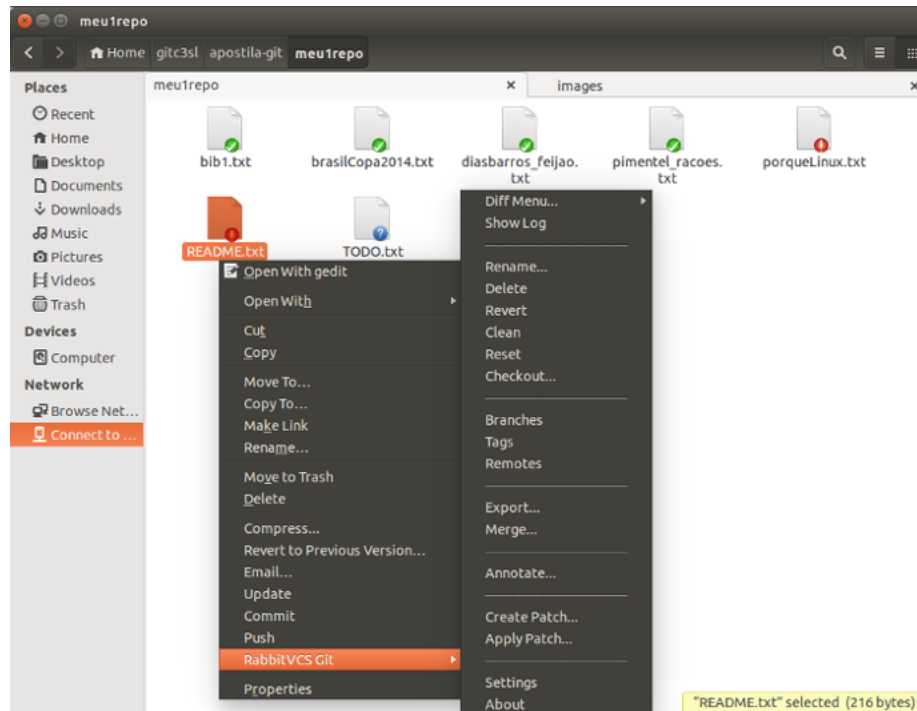 meu1repo
Home gitc3sl apostila-git meu1repo
Places
Recent
Home
Desktop
Documents
Downloads
Music
Pictures
Videos
Trash
Devices
Computer
Network
Browse Net...
Connect to ...
meu1repo
images
bib1.txt
brasilCopa2014.txt
diasbarros_feijao.
txt
pimentel_racoes.
txt
porqueLinux.txt
README.txt
TODO.txt
Open With gedit
Open With
Cut
Copy
Move To...
Copy To...
Make Link
Rename...
Move to Trash
Delete
Compress...
Revert to Previous Version...
Email...
Update
Commit
Push
RabbitVCS Git
Properties
Diff Menu...
Show Log
Rename...
Delete
Revert
Clean
Reset
Checkout...
Branches
Tags
Remotes
Export...
Merge...
Annotate...
Create Patch...
Apply Patch...
Settings
About
"README.txt" selected (216 bytes)